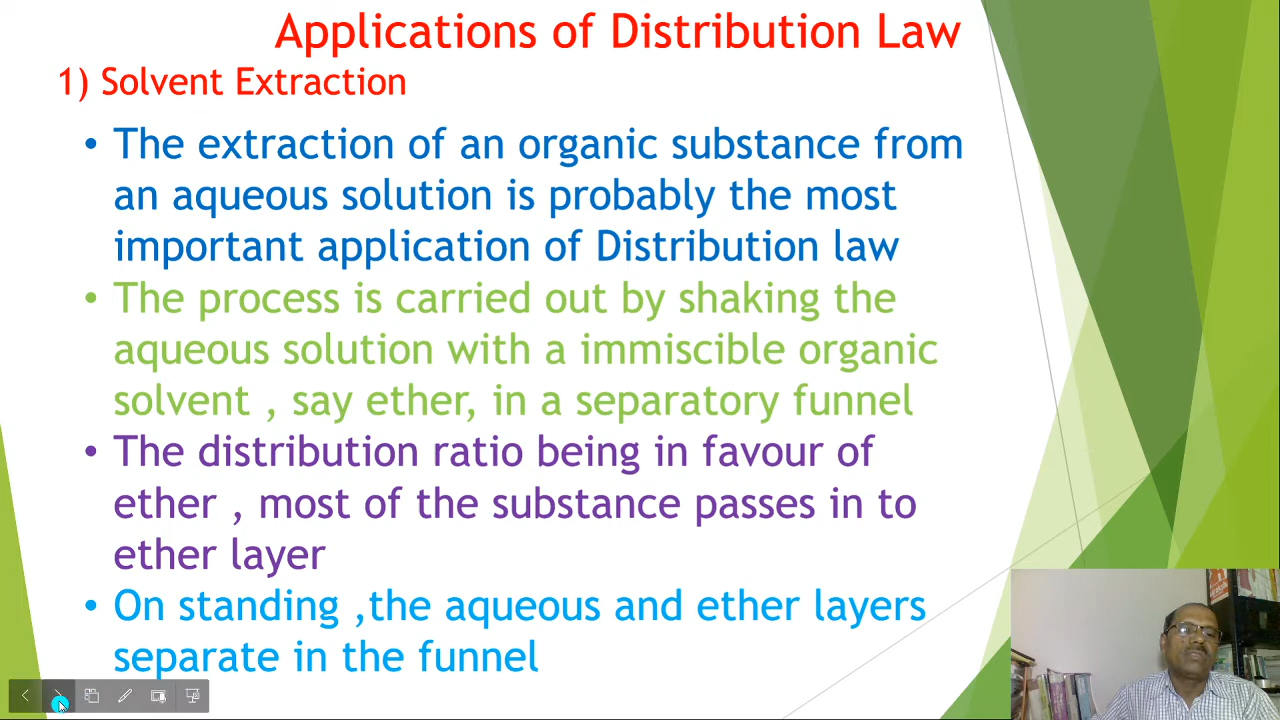 Applications of Distribution Law
1) Solvent Extraction
• The extraction of an organic substance from
an aqueous solution is probably the most
important application of Distribution law
• The process is carried out by shaking the
aqueous solution with a immiscible organic
solvent , say ether, in a separatory funnel
• The distribution ratio being in favour of
ether , most of the substance passes in to
ether layer
• On standing ,the aqueous and ether layers
separate in the funnel